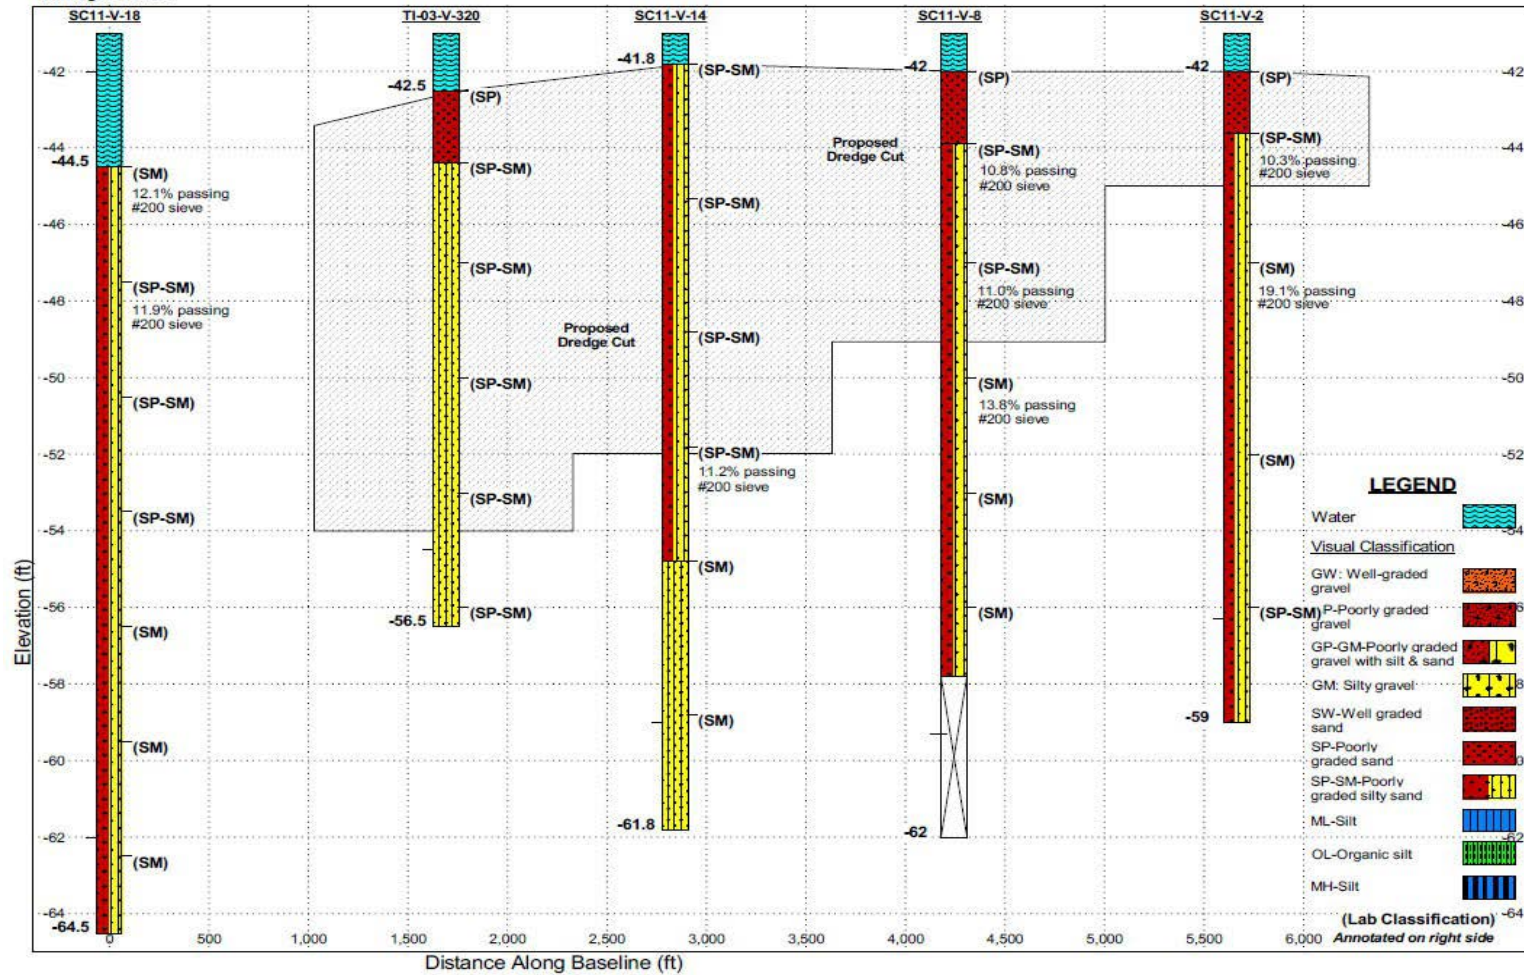 SC11-V-18
TI-03-V-320
SC11-V-14
SC11-V-8
SC11-V-2
-42
-44
-46
-48
-50
-52
-54
-56
-58
-60
-62
-64
Elevation (ft)
-44.5
(SM)
12.1% passing
#200 sieve
(SP-SM)
11.9% passing
#200 sieve
(SP-SM)
(SP-SM)
(SM)
(SM)
(SM)
-64.5
-42.5
(SP)
(SP-SM)
(SP-SM)
(SP-SM)
(SP-SM)
(SP-SM)
-56.5
Proposed
Dredge Cut
-41.8
(SP-SM)
(SP-SM)
(SP-SM)
(SP-SM)
11.2% passing
#200 sieve
(SM)
(SM)
-61.8
Proposed
Dredge Cut
-42
(SP)
(SP-SM)
10.8% passing
#200 sieve
(SP-SM)
11.0% passing
#200 sieve
(SM)
13.8% passing
#200 sieve
(SM)
(SM)
-62
-42
(SP)
(SP-SM)
10.3% passing
#200 sieve
(SM)
19.1% passing
#200 sieve
(SM)
(SP-SM)
-59
-42
-44
-46
-48
-50
-52
LEGEND
Water
Visual Classification
GW: Well-graded
gravel
P-Poorly graded
gravel
GP-GM-Poorly graded
gravel with silt & sand
GM: Silty gravel
SW-Well graded
sand
SP-Poorly
graded sand
SP-SM-Poorly
graded silty sand
ML-Silt
OL-Organic silt
MH-Silt
(Lab Classification)
Annotated on right side
0
500
1,000
1,500
2,000
2,500
3,000
3,500
4,000
4,500
5,000
5,500
6,000
Distance Along Baseline (ft)